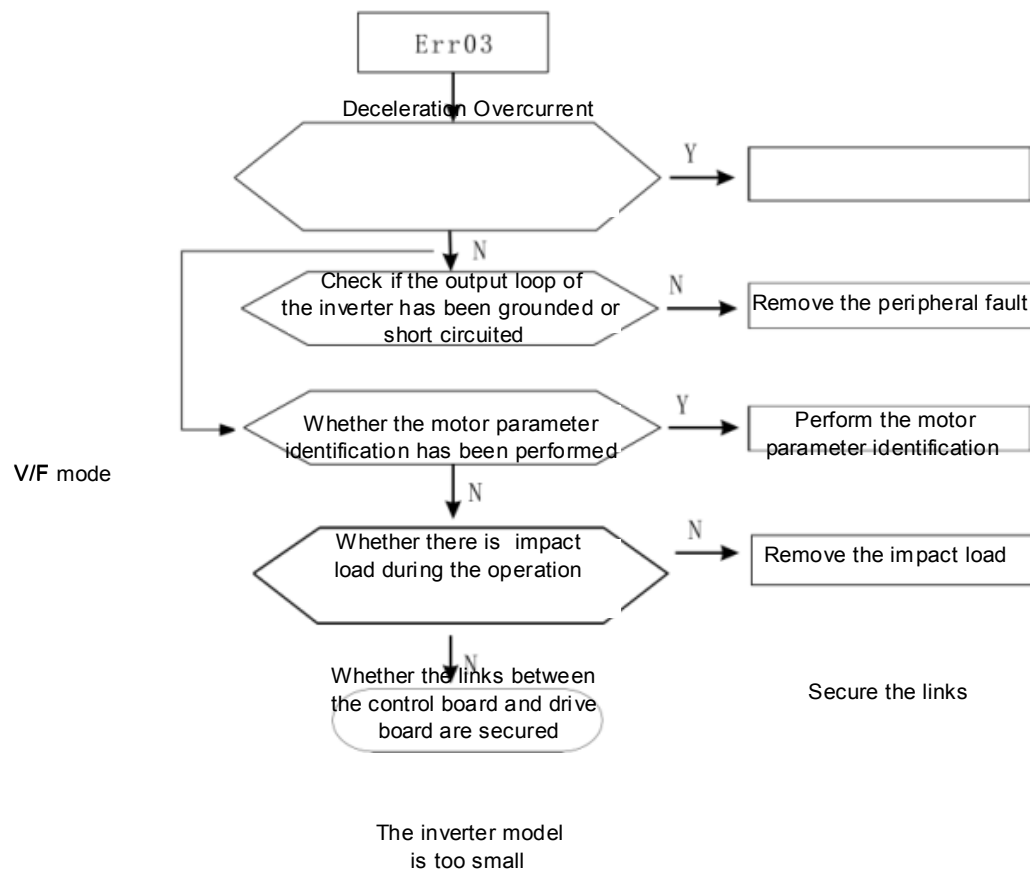 Err03
Deceleration Overcurrent
Y
N
Check if the output loop of
the inverter has been grounded or
short circuited
N
Remove the peripheral fault
Whether the motor parameter
identification has been performed
Y
Perform the motor
parameter identification
V/F mode
N
Whether there is impact
load during the operation
N
Remove the impact load
N
Whether the links between
the control board and drive
board are secured
Secure the links
The inverter model
is too small